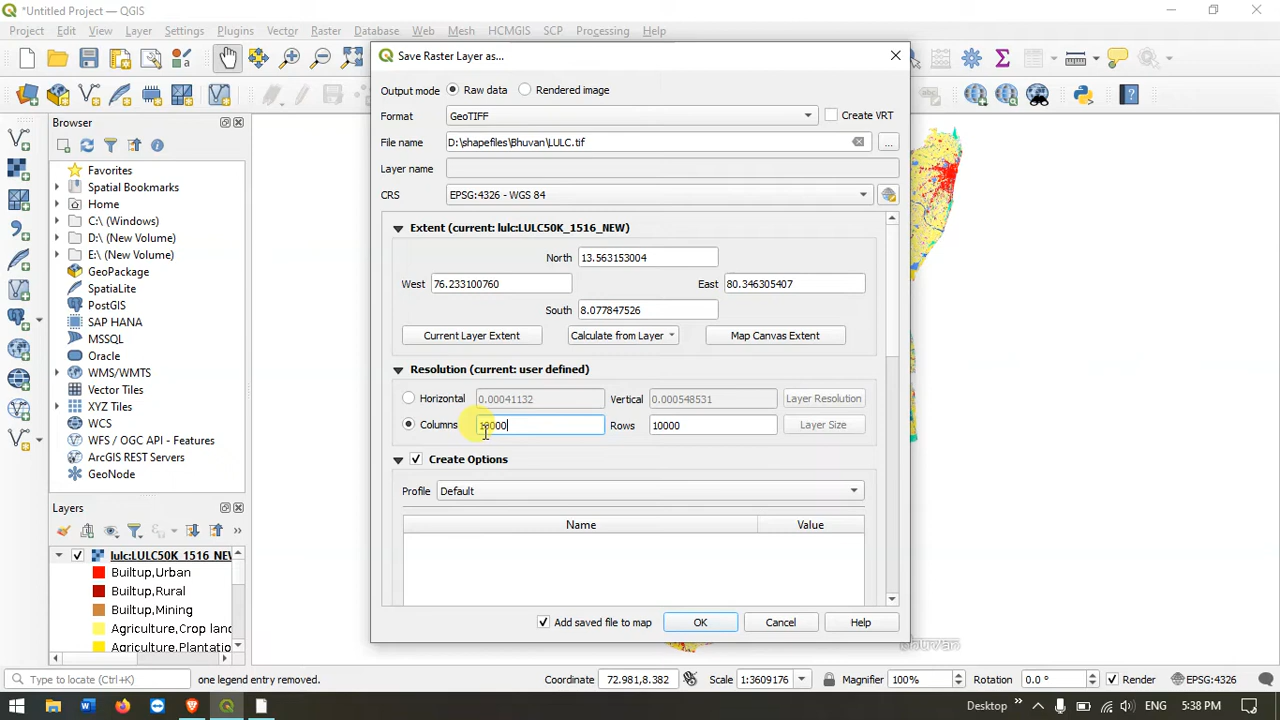 *Untitled Project — QGIS
Project Edit View Layer Settings Plugins Vector Raster Database Web Mesh HCMGIS SCP Processing Help
Save Raster Layer as...
Output mode Raw data Rendered image
Format GeoTIFF Create VRT
File name D:\shapefiles\Bhuvan\LULC.tif ...
Layer name
CRS EPSG:4326 - WGS 84
Extent (current: lulc:LULC50K_1516_NEW)
North 13.563153004
West 76.233100760 East 80.346305407
South 8.077847526
Current Layer Extent Calculate from Layer Map Canvas Extent
Resolution (current: user defined)
Horizontal 0.00041132 Vertical 0.000548531 Layer Resolution
Columns 10000 Rows 10000 Layer Size
Create Options
Profile Default
Name Value
Add saved file to map OK Cancel Help
Browser
Favorites
Spatial Bookmarks
Home
C:\ (Windows)
D:\ (New Volume)
E:\ (New Volume)
GeoPackage
SpatiaLite
PostGIS
SAP HANA
MSSQL
Oracle
WMS/WMTS
Vector Tiles
XYZ Tiles
WCS
WFS / OGC API - Features
ArcGIS REST Servers
GeoNode
Layers
lulc:LULC50K_1516_NEW
Builtup,Urban
Builtup,Rural
Builtup,Mining
Agriculture,Crop land
Agriculture,Plantatio
Type to locate (Ctrl+K) one legend entry removed. Coordinate 72.981,8.382 Scale 1:3609176 Magnifier 100% Rotation 0.0 ° Render EPSG:4326
Desktop » ENG 5:38 PM